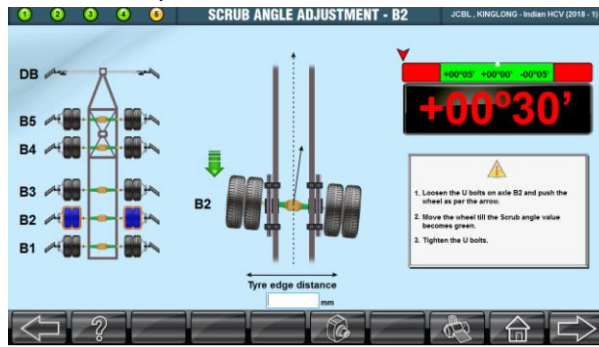 1 2 3 4 5
SCRUB ANGLE ADJUSTMENT - B2
JCBL , KINGLONG - Indian HCV (2018 - 1)
+00°05' +00°00' -00°05'
+00°30'
DB
B5
B4
B3
B2
B1
B2
1. Loosen the U bolts on axle B2 and push the
wheel as per the arrow.
2. Move the wheel till the Scrub angle value
becomes green.
3. Tighten the U bolts.
Tyre edge distance
mm
?